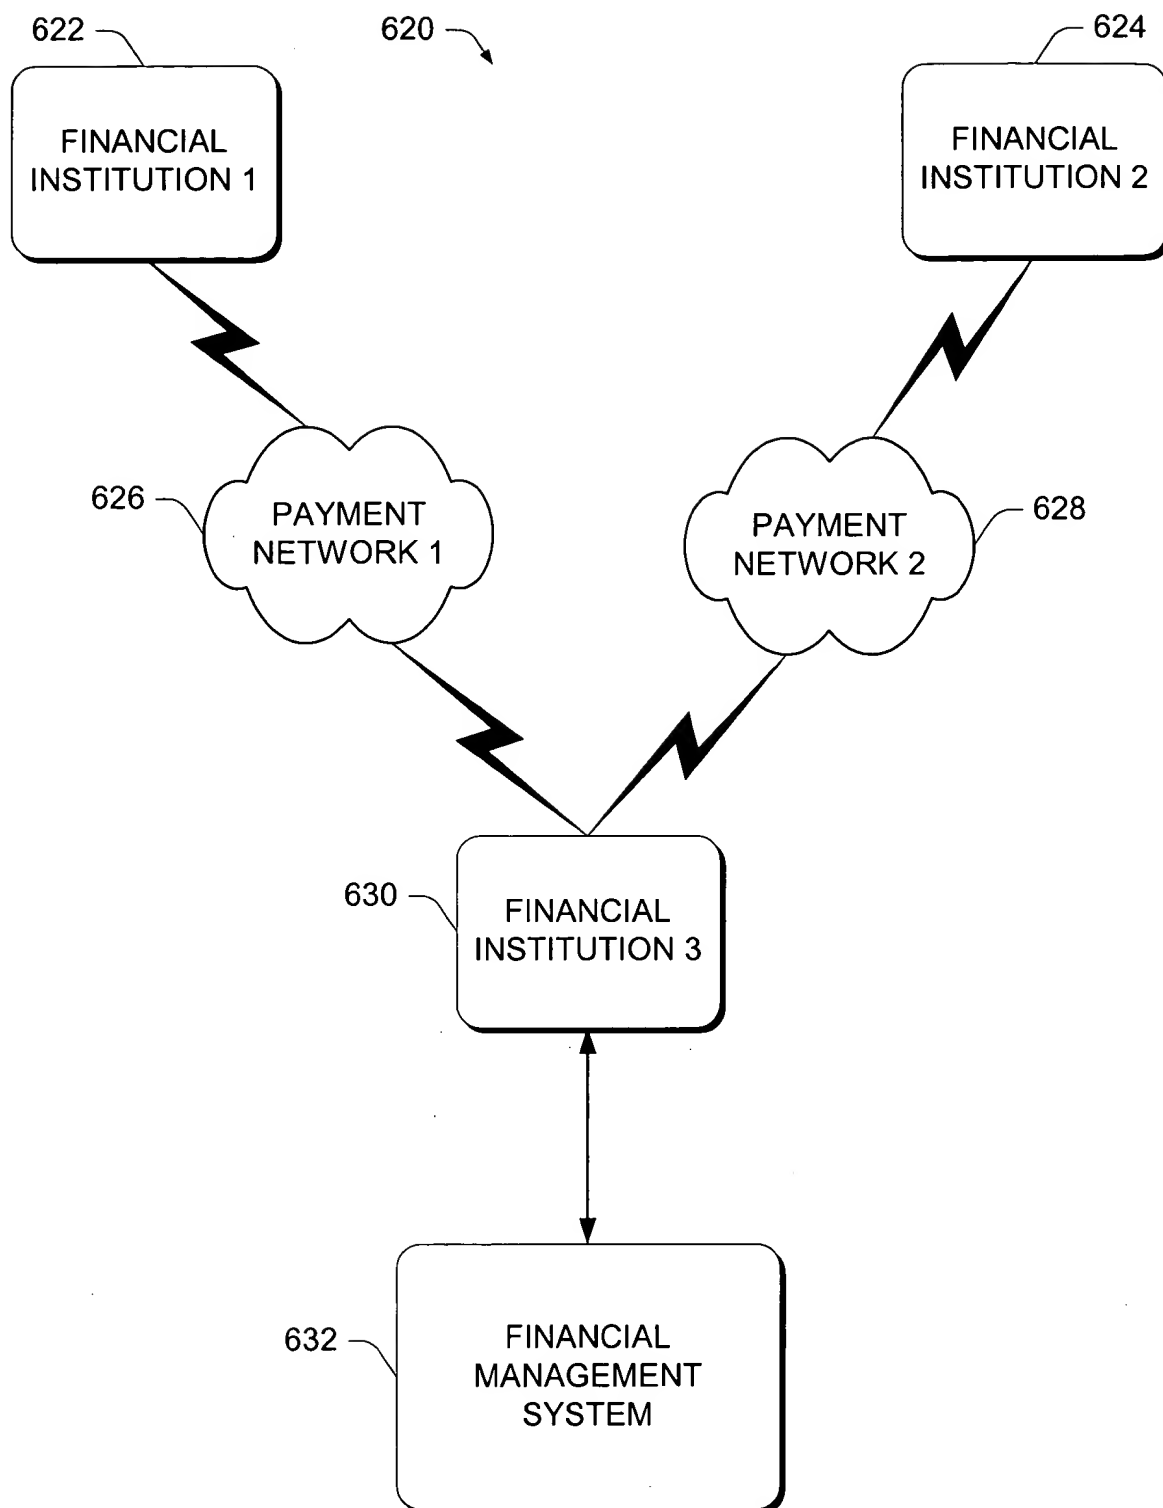 622
620
624
FINANCIAL
INSTITUTION 1
FINANCIAL
INSTITUTION 2
626
PAYMENT
NETWORK 1
PAYMENT
NETWORK 2
628
630
FINANCIAL
INSTITUTION 3
632
FINANCIAL
MANAGEMENT
SYSTEM